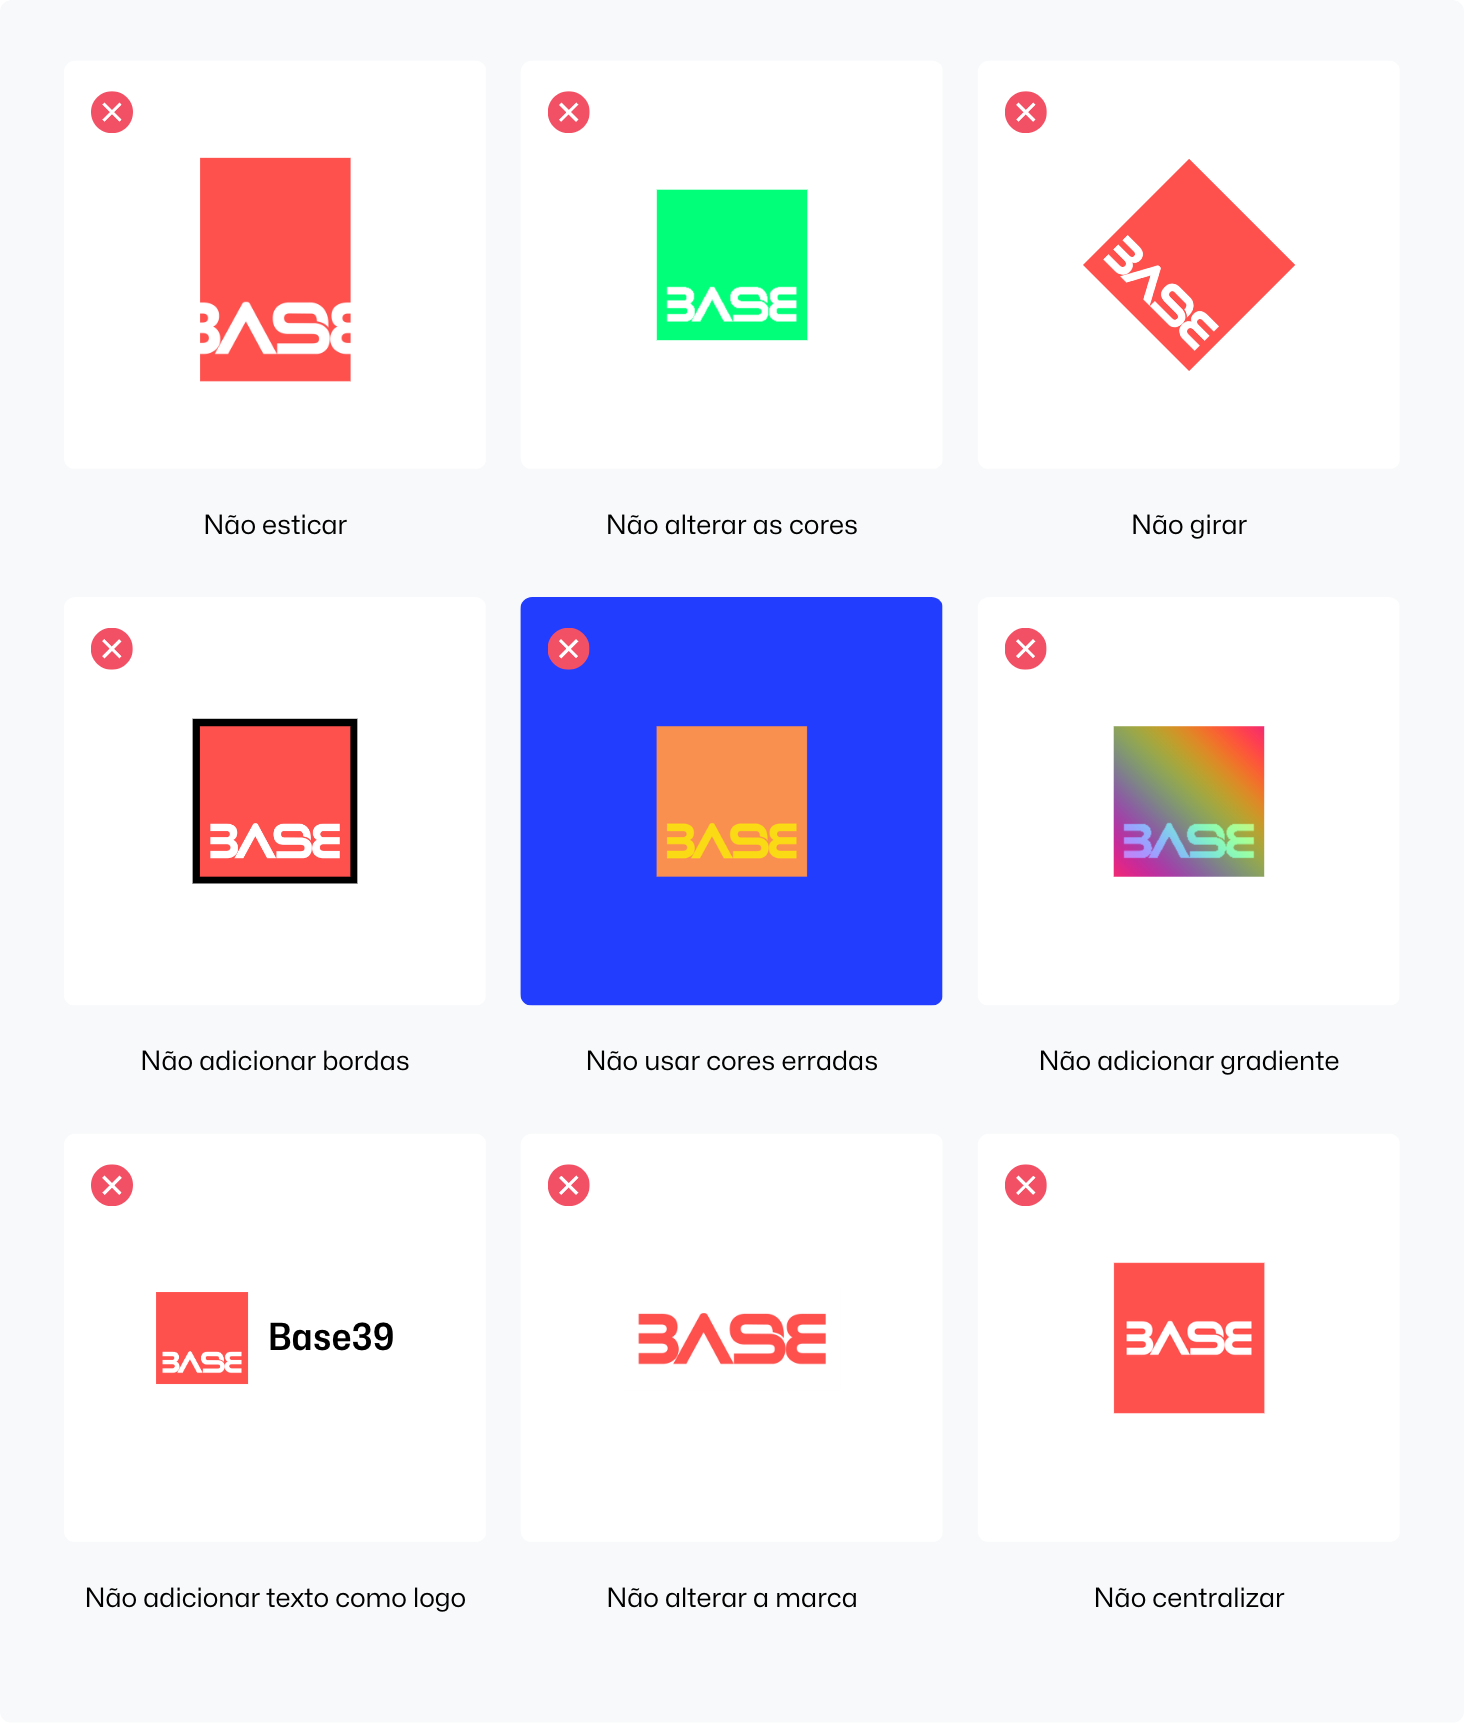 BASE
BASE
BASE
Não esticar
Não alterar as cores
Não girar
BASE
BASE
BASE
Não adicionar bordas
Não usar cores erradas
Não adicionar gradiente
BASE
Base39
BASE
BASE
Não adicionar texto como logo
Não alterar a marca
Não centralizar